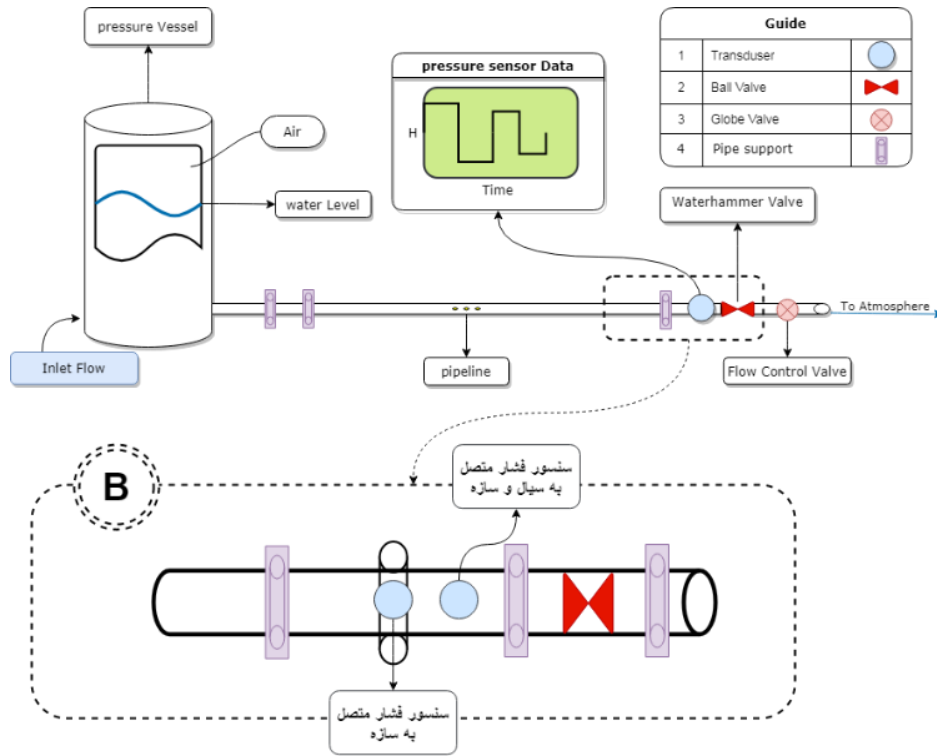 pressure Vessel
Air
water Level
pressure sensor Data
H
Time
Guide
1 Transduser
2 Ball Valve
3 Globe Valve
4 Pipe support
Waterhammer Valve
To Atmosphere
Inlet Flow
pipeline
Flow Control Valve
B
سنسور فشار متصل
به سیال و سازه
سنسور فشار متصل
به سازه